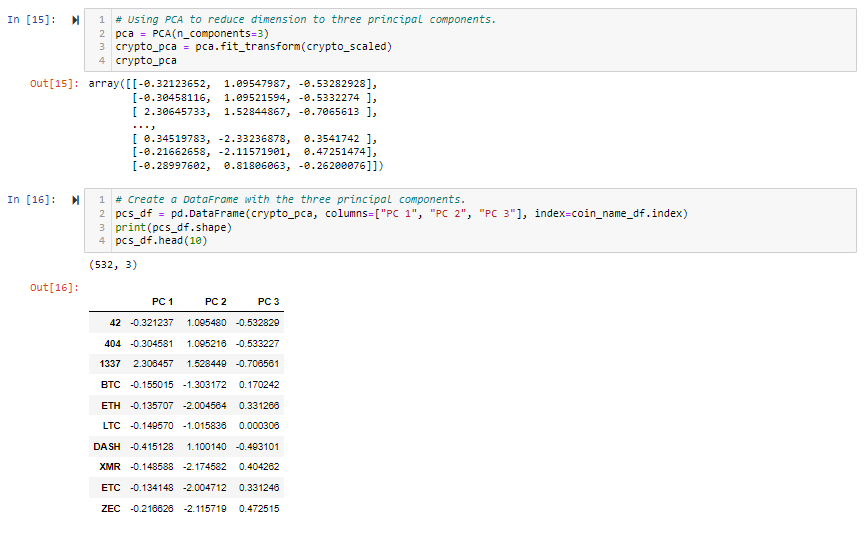 In [15]:
1 # Using PCA to reduce dimension to three principal components.
2 pca = PCA(n_components=3)
3 crypto_pca = pca.fit_transform(crypto_scaled)
4 crypto_pca
Out[15]: array([[-0.32123652,  1.09547987, -0.53282928],
[-0.30458116,  1.09521594, -0.5332274 ],
[ 2.30645733,  1.52844867, -0.7065613 ],
...,
[ 0.34519783, -2.33236878,  0.3541742 ],
[-0.21662658, -2.11571901,  0.47251474],
[-0.28997602,  0.81806063, -0.26200076]])
In [16]:
1 # Create a DataFrame with the three principal components.
2 pcs_df = pd.DataFrame(crypto_pca, columns=["PC 1", "PC 2", "PC 3"], index=coin_name_df.index)
3 print(pcs_df.shape)
4 pcs_df.head(10)
(532, 3)
Out[16]:
PC 1 PC 2 PC 3
42 -0.321237 1.095480 -0.532829
404 -0.304581 1.095216 -0.533227
1337 2.306457 1.528449 -0.706561
BTC -0.155015 -1.303172 0.170242
ETH -0.135707 -2.004564 0.331266
LTC -0.149570 -1.015836 0.000306
DASH -0.415128 1.100140 -0.493101
XMR -0.148588 -2.174582 0.404262
ETC -0.134148 -2.004712 0.331246
ZEC -0.216626 -2.115719 0.472515